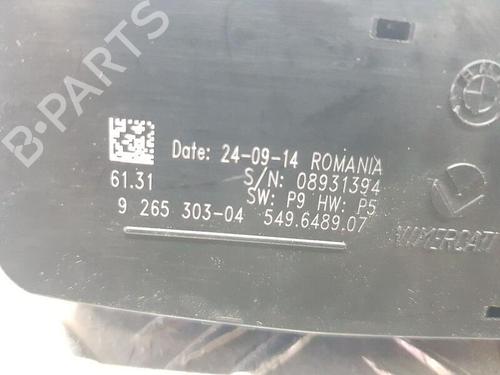 B-PARTS
BMW
Date: 24-09-14 ROMANIA
61.31 S/N: 08931394
SW: P9 HW: P5
9 265 303-04 549.6489.07